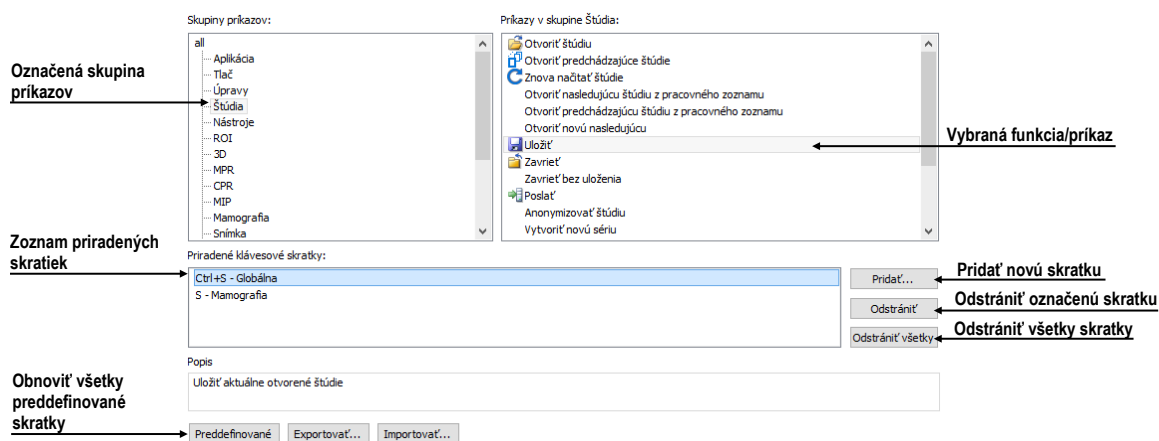 Skupiny príkazov:
Príkazy v skupine Štúdia:
Označená skupina
príkazov
all
Aplikácia
Tlač
Úpravy
Štúdia
Nástroje
ROI
3D
MPR
CPR
MIP
Mamografia
Snímka
Otvoriť štúdiu
Otvoriť predchádzajúce štúdie
Znova načítať štúdie
Otvoriť nasledujúcu štúdiu z pracovného zoznamu
Otvoriť predchádzajúcu štúdiu z pracovného zoznamu
Otvoriť novú nasledujúcu
Uložiť
Zavrieť
Zavrieť bez uloženia
Poslať
Anonymizovať štúdiu
Vytvoriť novú sériu
Vybraná funkcia/príkaz
Zoznam priradených
skratiek
Priradené klávesové skratky:
Ctrl+S - Globálna
S - Mamografia
Pridať...
Odstrániť
Odstrániť všetky
Pridať novú skratku
Odstrániť označenú skratku
Odstrániť všetky skratky
Popis
Uložiť aktuálne otvorené štúdie
Obnoviť všetky
preddefinované
skratky
Preddefinované
Exportovať...
Importovať...